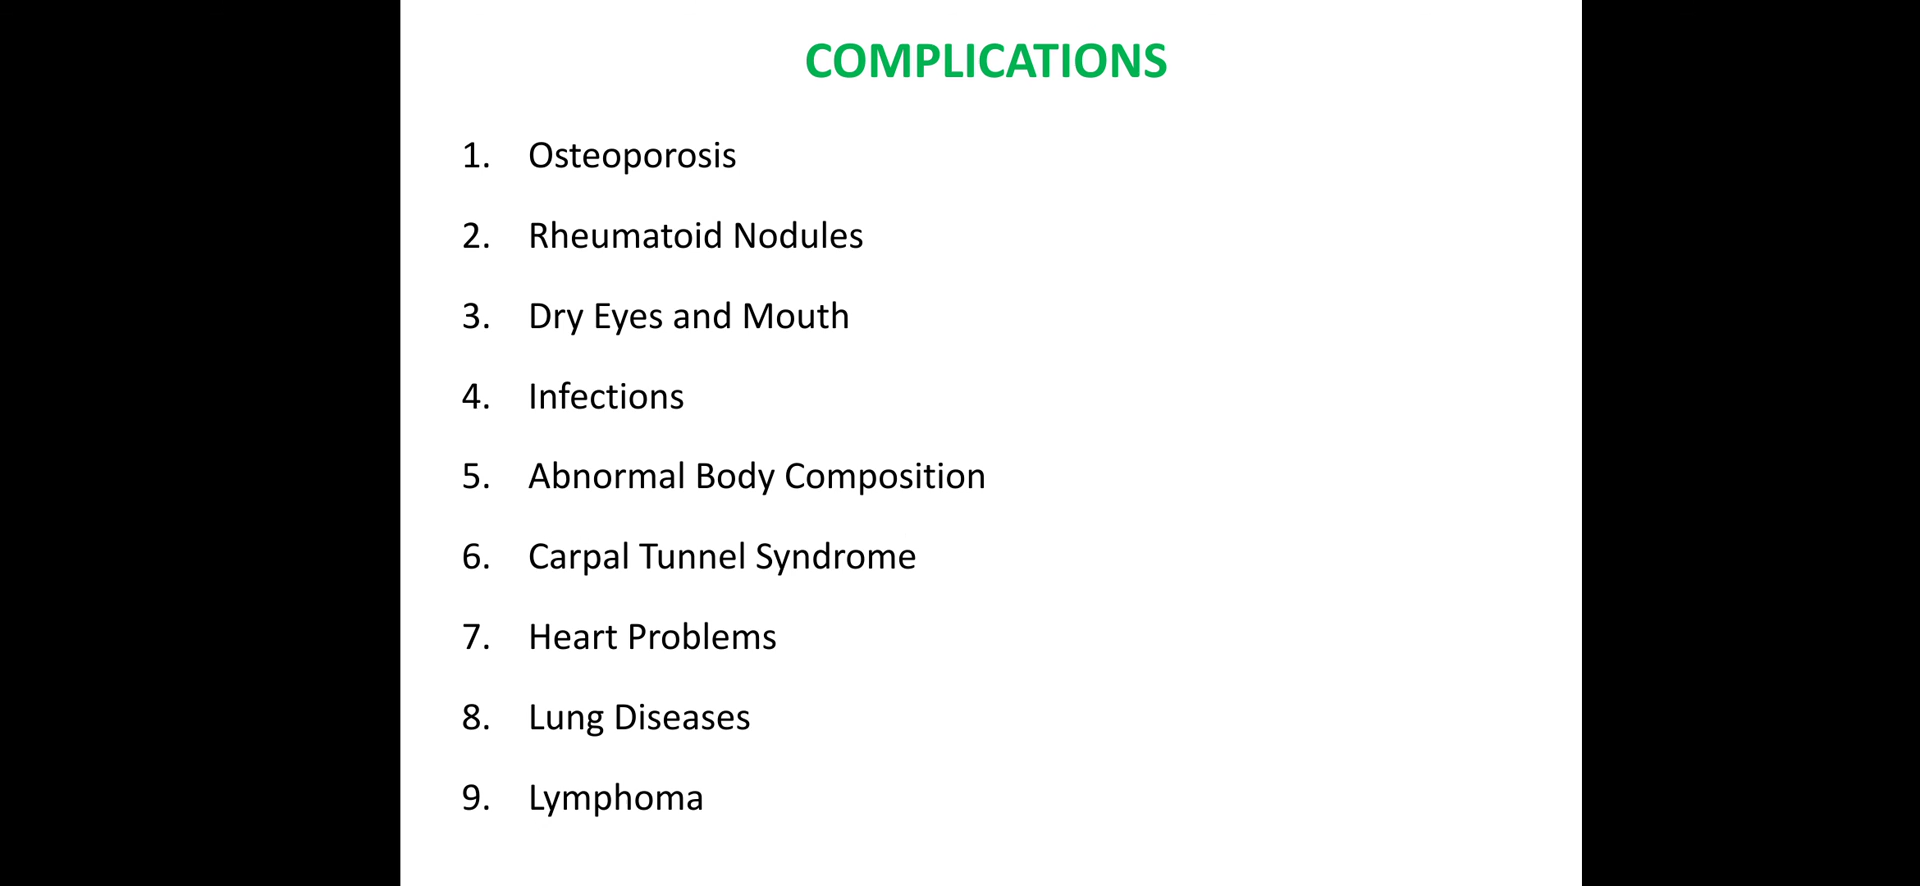 COMPLICATIONS
1. Osteoporosis
2. Rheumatoid Nodules
3. Dry Eyes and Mouth
4. Infections
5. Abnormal Body Composition
6. Carpal Tunnel Syndrome
7. Heart Problems
8. Lung Diseases
9. Lymphoma